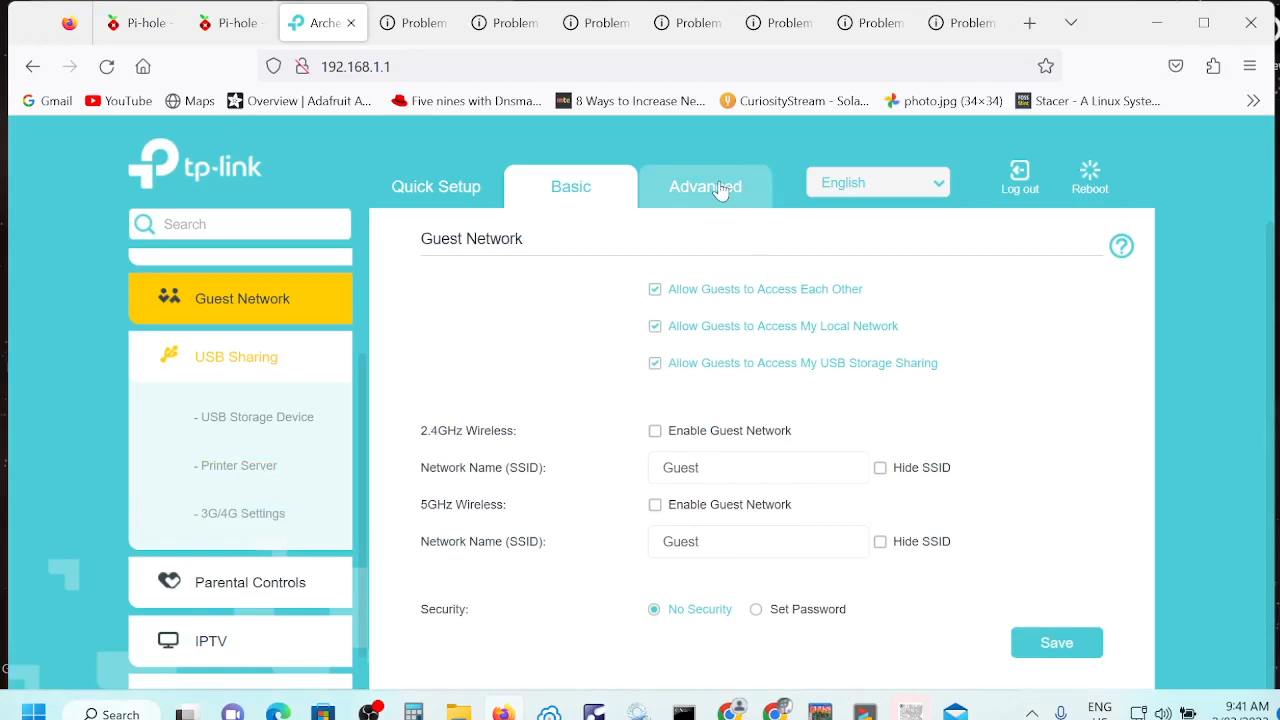 Pi-hole
Pi-hole
Arche
Problem
Problem
Problem
Problem
Problem
Problem
Problem
192.168.1.1
Gmail
YouTube
Maps
Overview | Adafruit A...
Five nines with Dnsma...
8 Ways to Increase Ne...
CuriosityStream - Sola...
photo.jpg (34×34)
Stacer - A Linux Syste...
tp-link
Quick Setup
Basic
Advanced
English
Log out
Reboot
Search
Guest Network
USB Sharing
- USB Storage Device
- Printer Server
- 3G/4G Settings
Parental Controls
IPTV
Guest Network
Allow Guests to Access Each Other
Allow Guests to Access My Local Network
Allow Guests to Access My USB Storage Sharing
2.4GHz Wireless:
Enable Guest Network
Network Name (SSID):
Guest
Hide SSID
5GHz Wireless:
Enable Guest Network
Network Name (SSID):
Guest
Hide SSID
Security:
No Security
Set Password
Save
Search
ENG
9:41 AM